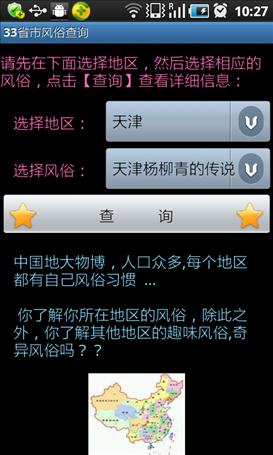 10:27
33省市风俗查询
请先在下面选择地区，然后选择相应的
风俗，点击【查询】查看详细信息：
选择地区：
天津
选择风俗：
天津杨柳青的传说
查 询
中国地大物博，人口众多,每个地区
都有自己风俗习惯 ...
你了解你所在地区的风俗，除此之
外，你了解其他地区的趣味风俗,奇
异风俗吗？？